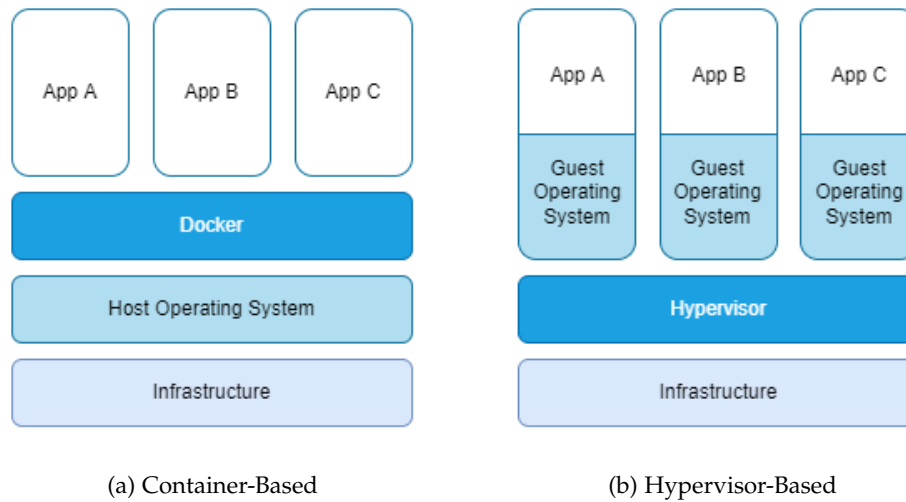 App A
App B
App C
Docker
Host Operating System
Infrastructure
(a) Container-Based
App A
App B
App C
Guest
Operating
System
Guest
Operating
System
Guest
Operating
System
Hypervisor
Infrastructure
(b) Hypervisor-Based